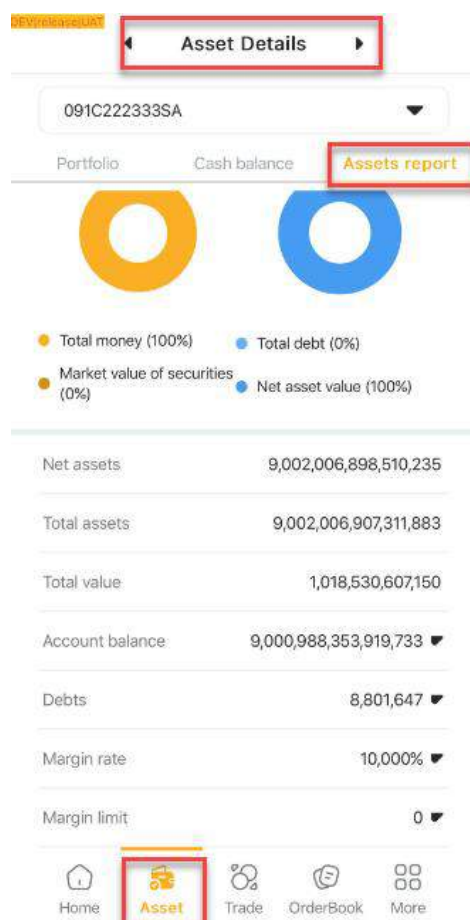 DEV|release|UAT
Asset Details
091C222333SA
Portfolio Cash balance Assets report
Total money (100%) Total debt (0%)
Market value of securities (0%) Net asset value (100%)
Net assets 9,002,006,898,510,235
Total assets 9,002,006,907,311,883
Total value 1,018,530,607,150
Account balance 9,000,988,353,919,733
Debts 8,801,647
Margin rate 10,000%
Margin limit 0
Home Asset Trade OrderBook More